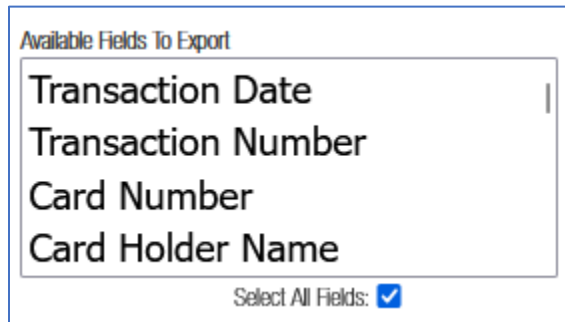 Available Fields To Export
Transaction Date
Transaction Number
Card Number
Card Holder Name
Select All Fields: